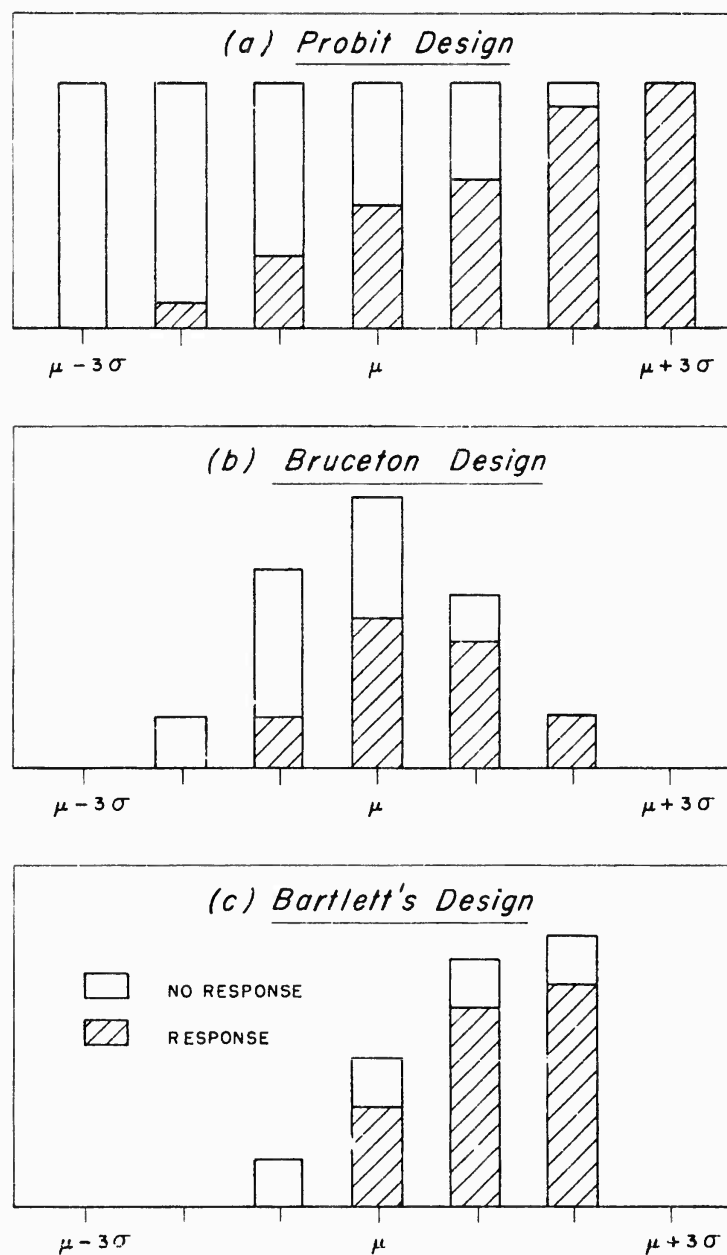 (a) Probit Design
μ - 3σ μ μ + 3σ
(b) Bruceton Design
μ - 3σ μ μ + 3σ
(c) Bartlett's Design
NO RESPONSE
RESPONSE
μ - 3σ μ μ + 3σ